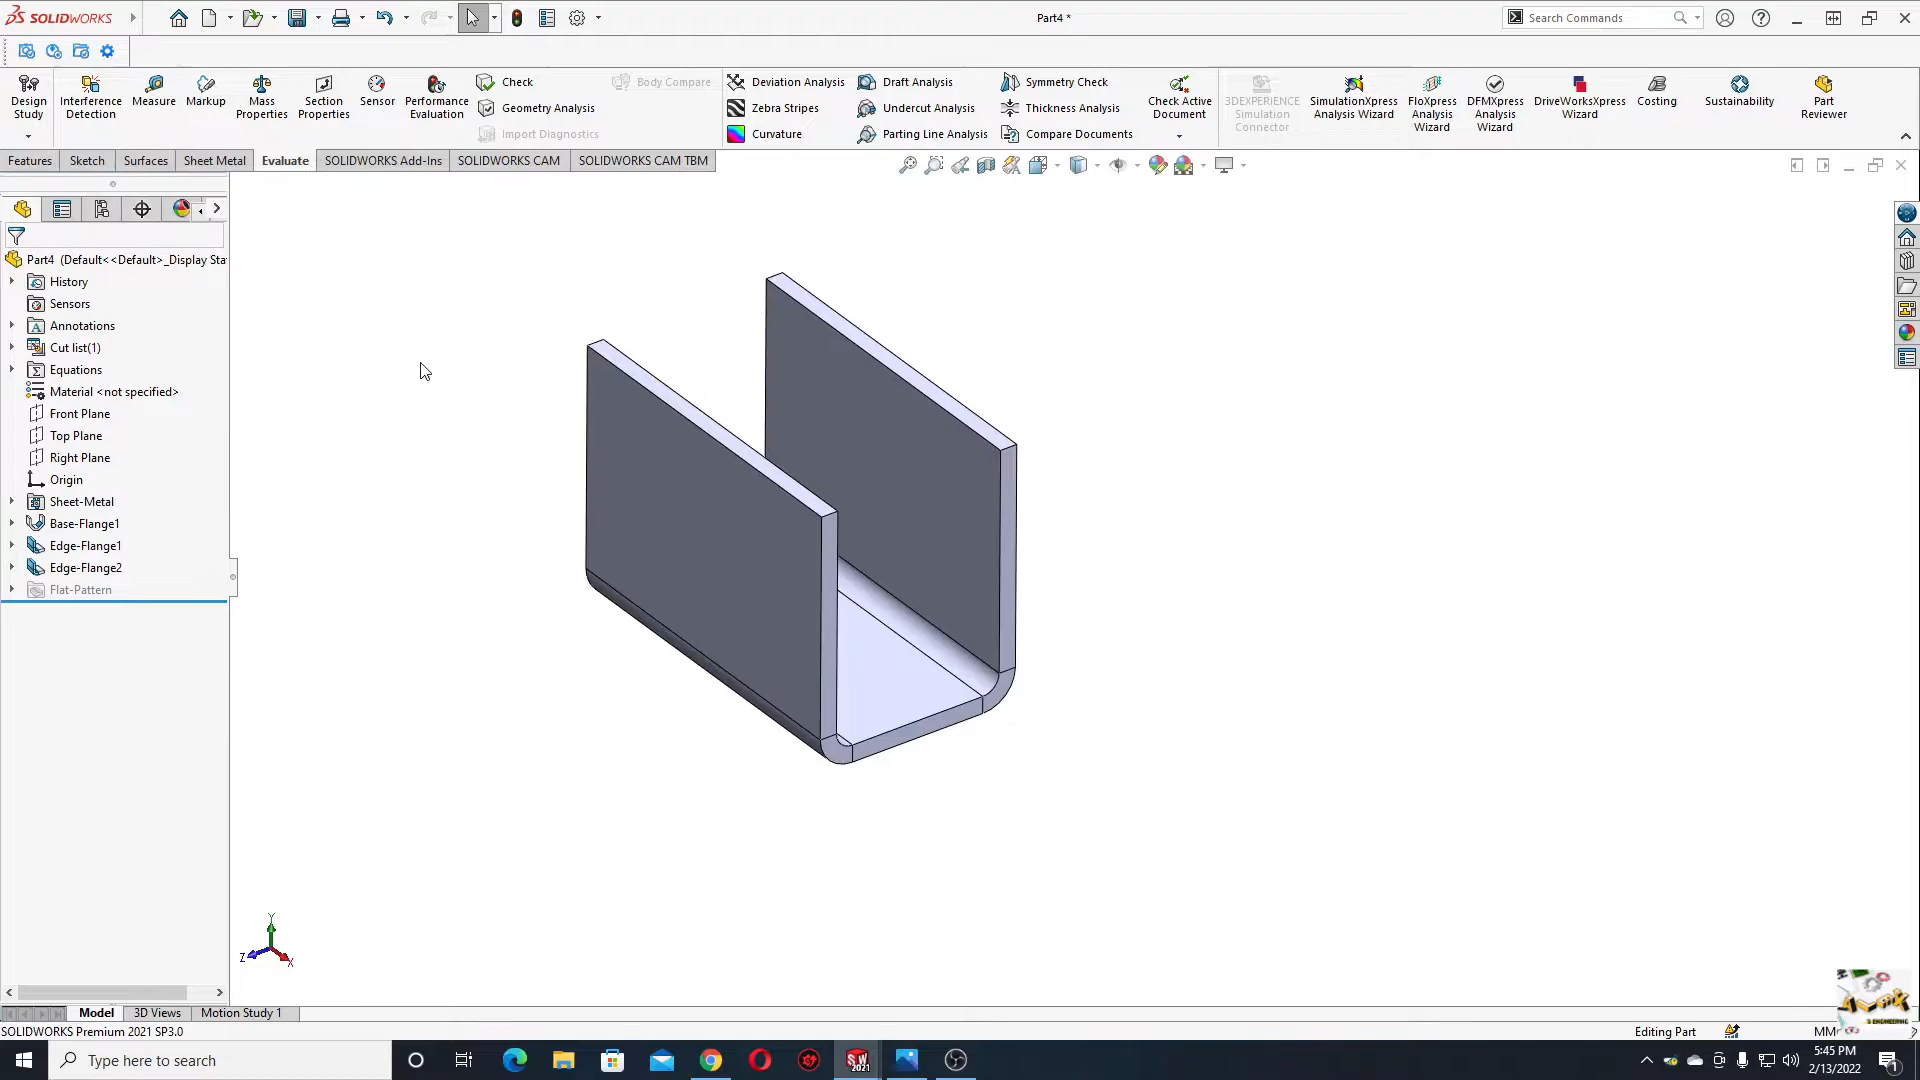 SOLIDWORKS
Part4 *
Search Commands
Design Study
Interference Detection
Measure
Markup
Mass Properties
Section Properties
Sensor
Performance Evaluation
Check
Geometry Analysis
Import Diagnostics
Body Compare
Deviation Analysis
Zebra Stripes
Curvature
Draft Analysis
Undercut Analysis
Parting Line Analysis
Symmetry Check
Thickness Analysis
Compare Documents
Check Active Document
3DEXPERIENCE Simulation Connector
SimulationXpress Analysis Wizard
FloXpress Analysis Wizard
DFMXpress Analysis Wizard
DriveWorksXpress Wizard
Costing
Sustainability
Part Reviewer
Features
Sketch
Surfaces
Sheet Metal
Evaluate
SOLIDWORKS Add-Ins
SOLIDWORKS CAM
SOLIDWORKS CAM TBM
Part4 (Default<<Default>_Display Sta
History
Sensors
Annotations
Cut list(1)
Equations
Material <not specified>
Front Plane
Top Plane
Right Plane
Origin
Sheet-Metal
Base-Flange1
Edge-Flange1
Edge-Flange2
Flat-Pattern
Y
Z
X
Model
3D Views
Motion Study 1
SOLIDWORKS Premium 2021 SP3.0
Editing Part
Type here to search
5:45 PM
2/13/2022